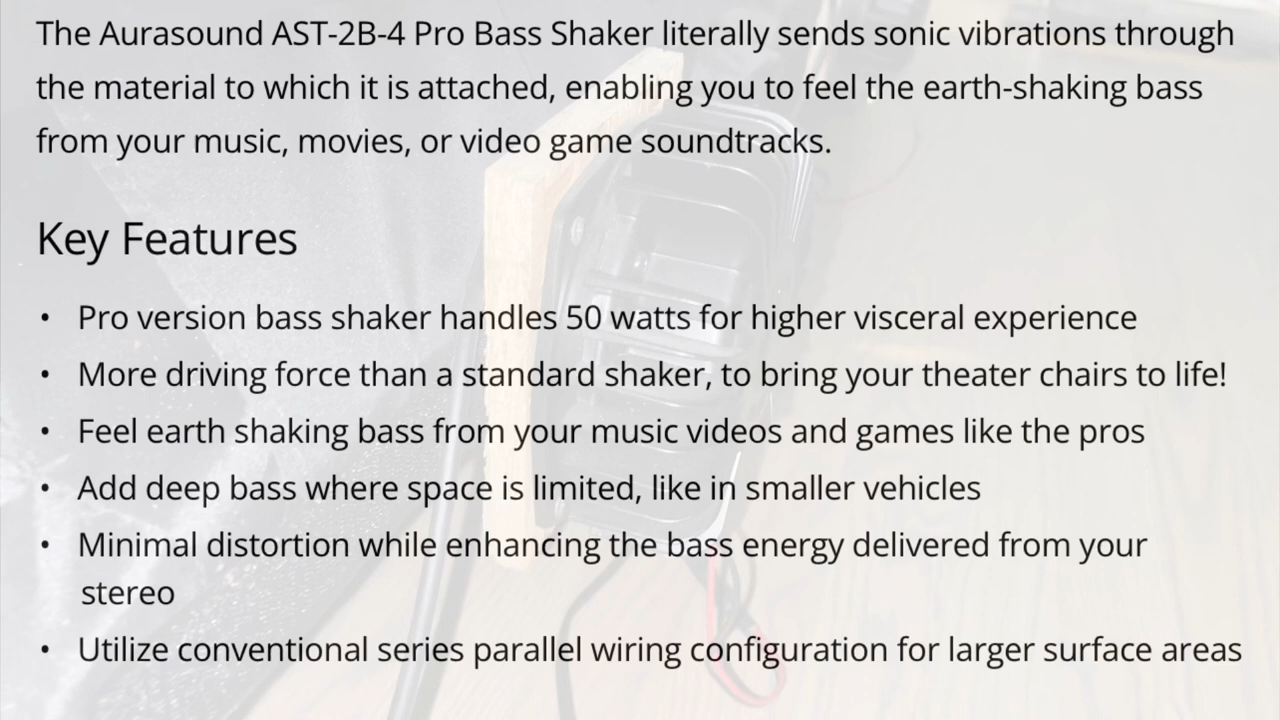 The Aurasound AST-2B-4 Pro Bass Shaker literally sends sonic vibrations through
the material to which it is attached, enabling you to feel the earth-shaking bass
from your music, movies, or video game soundtracks.
Key Features
• Pro version bass shaker handles 50 watts for higher visceral experience
• More driving force than a standard shaker, to bring your theater chairs to life!
• Feel earth shaking bass from your music videos and games like the pros
• Add deep bass where space is limited, like in smaller vehicles
• Minimal distortion while enhancing the bass energy delivered from your
stereo
• Utilize conventional series parallel wiring configuration for larger surface areas